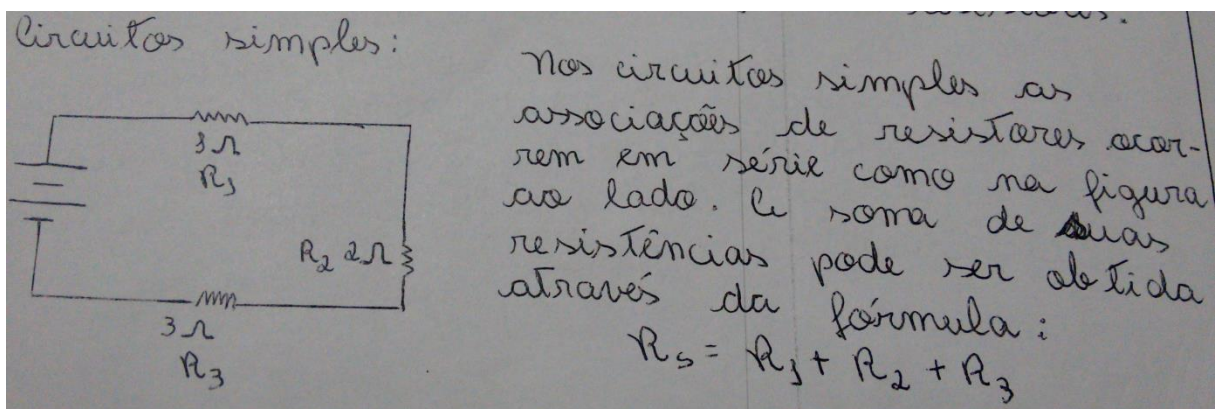 Circuitos simples:
3Ω
R₁
R₂ 2Ω
3Ω
R₃
Nos circuitos simples as
associações de resistores ocor-
rem em série como na figura
ao lado. A soma de suas
resistências pode ser obtida
através da fórmula:
Rs = R₁ + R₂ + R₃